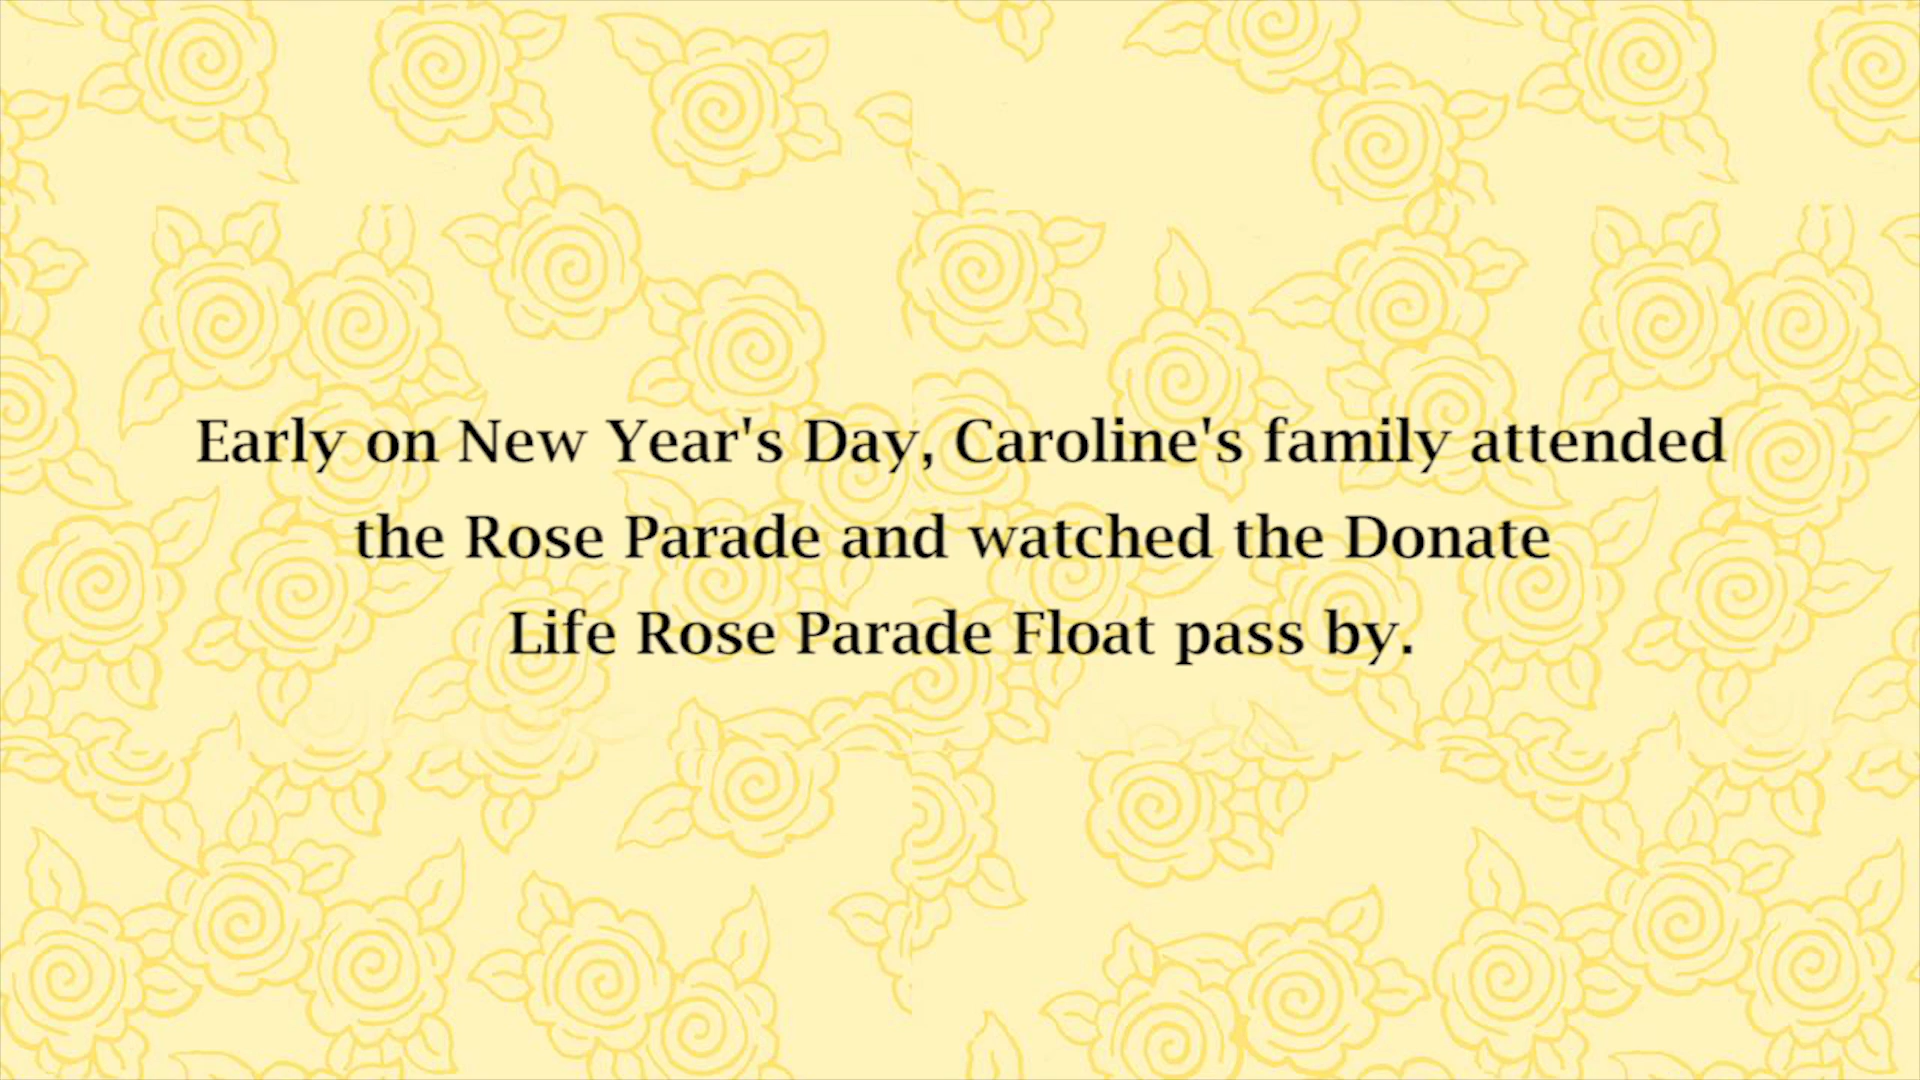 Early on New Year's Day, Caroline's family attended
the Rose Parade and watched the Donate
Life Rose Parade Float pass by.